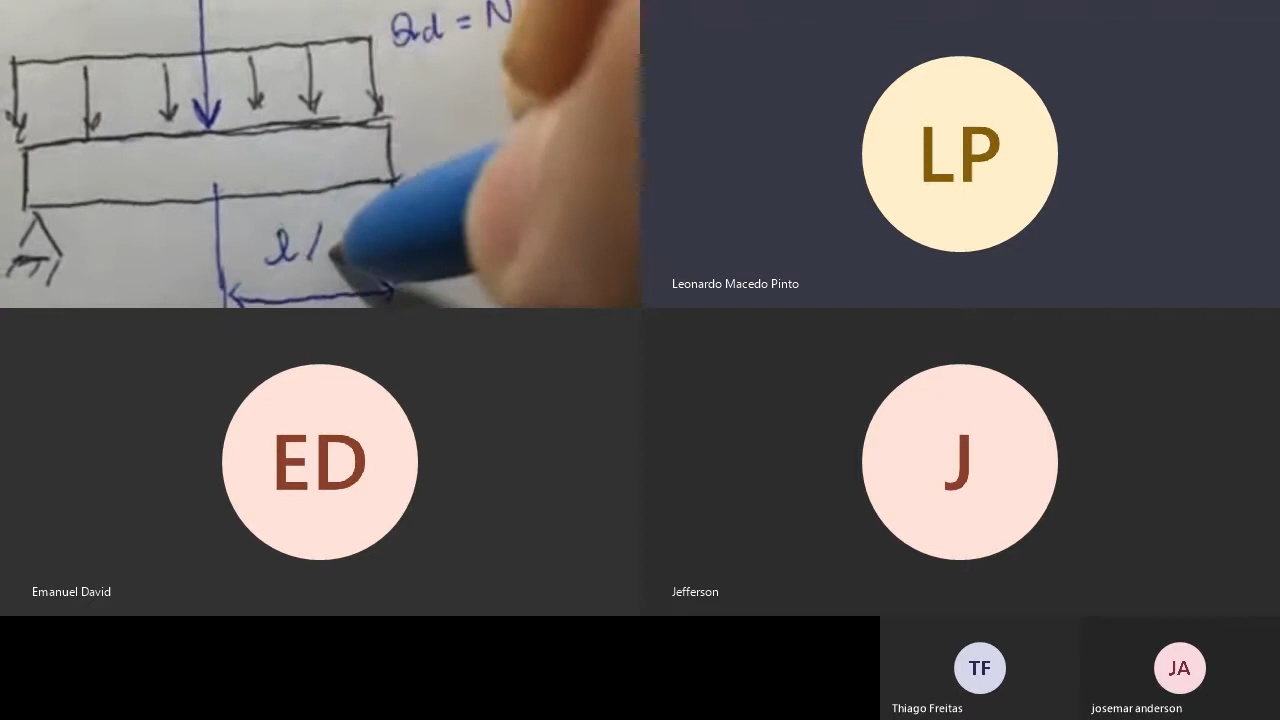 Qd = N
l/
LP
Leonardo Macedo Pinto
ED
Emanuel David
J
Jefferson
TF
Thiago Freitas
JA
josemar anderson